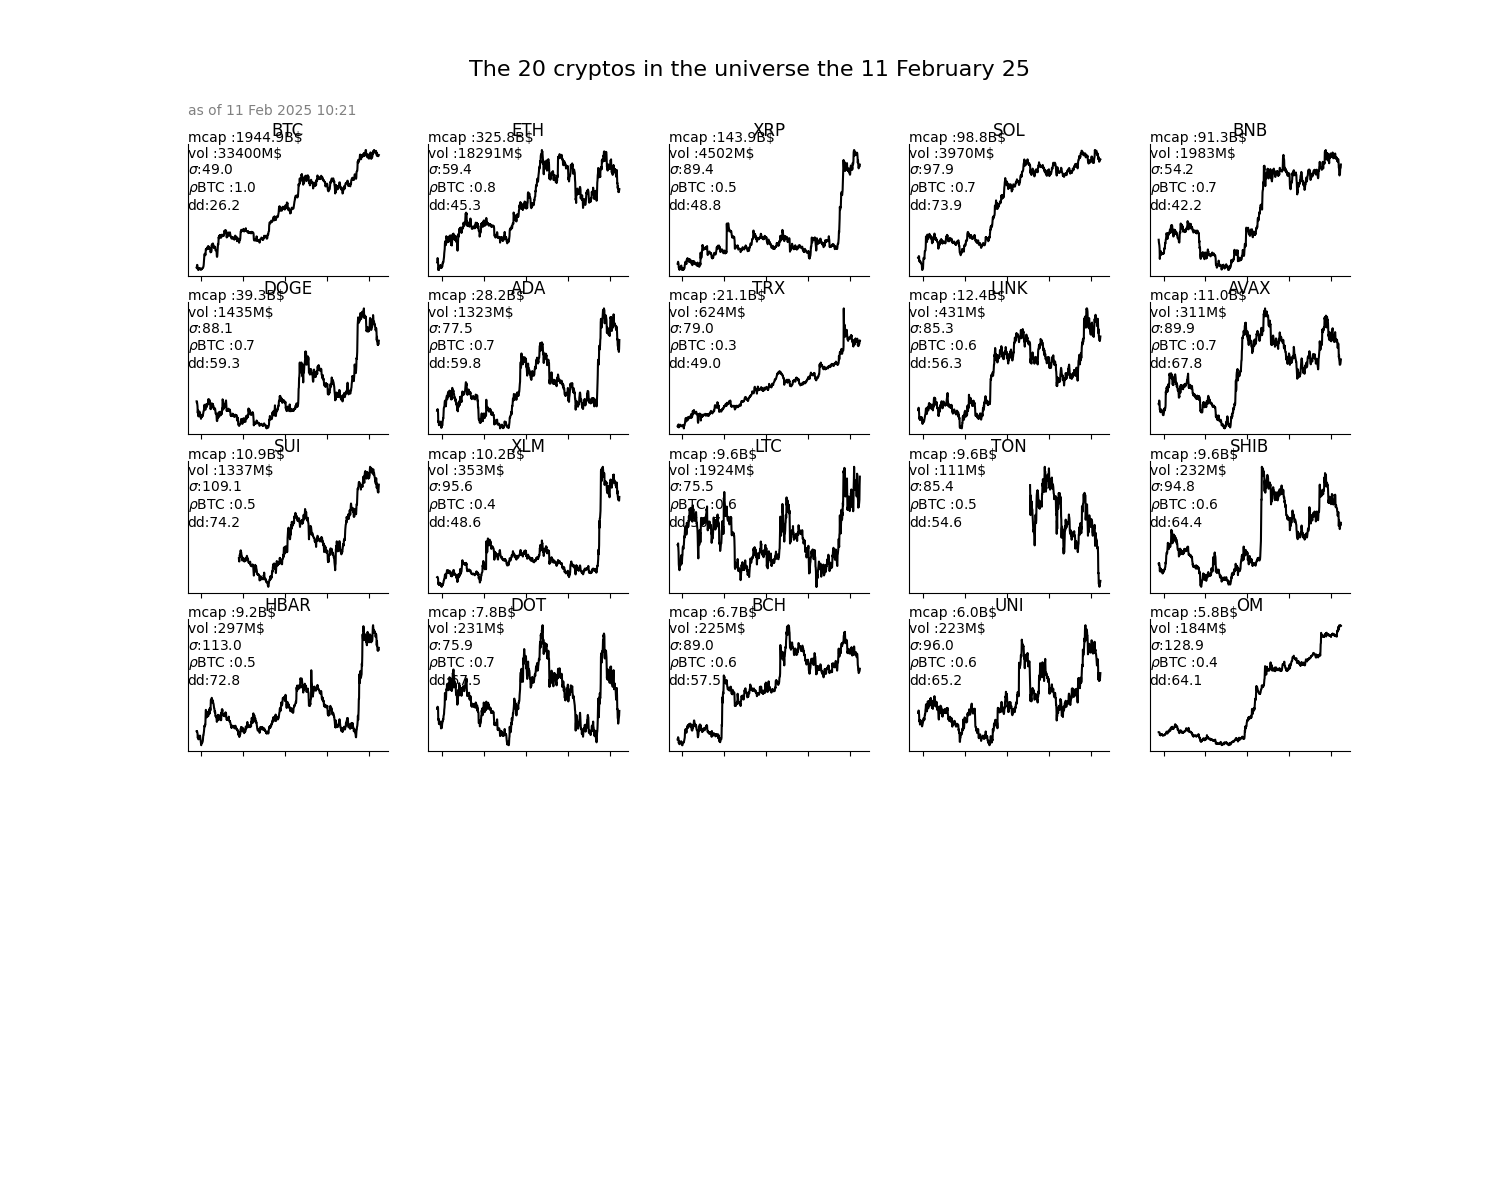 The 20 cryptos in the universe the 11 February 25
as of 11 Feb 2025 10:21
BTC
mcap :1944.9B$
vol :33400M$
σ:49.0
ρBTC :1.0
dd:26.2
ETH
mcap :325.8B$
vol :18291M$
σ:59.4
ρBTC :0.8
dd:45.3
XRP
mcap :143.9B$
vol :4502M$
σ:89.4
ρBTC :0.5
dd:48.8
SOL
mcap :98.8B$
vol :3970M$
σ:97.9
ρBTC :0.7
dd:73.9
BNB
mcap :91.3B$
vol :1983M$
σ:54.2
ρBTC :0.7
dd:42.2
DOGE
mcap :39.3B$
vol :1435M$
σ:88.1
ρBTC :0.7
dd:59.3
ADA
mcap :28.2B$
vol :1323M$
σ:77.5
ρBTC :0.7
dd:59.8
TRX
mcap :21.1B$
vol :624M$
σ:79.0
ρBTC :0.3
dd:49.0
LINK
mcap :12.4B$
vol :431M$
σ:85.3
ρBTC :0.6
dd:56.3
AVAX
mcap :11.0B$
vol :311M$
σ:89.9
ρBTC :0.7
dd:67.8
SUI
mcap :10.9B$
vol :1337M$
σ:109.1
ρBTC :0.5
dd:74.2
XLM
mcap :10.2B$
vol :353M$
σ:95.6
ρBTC :0.4
dd:48.6
LTC
mcap :9.6B$
vol :1924M$
σ:75.5
ρBTC :0.6
TON
mcap :9.6B$
vol :111M$
σ:85.4
ρBTC :0.5
dd:54.6
SHIB
mcap :9.6B$
vol :232M$
σ:94.8
ρBTC :0.6
dd:64.4
HBAR
mcap :9.2B$
vol :297M$
σ:113.0
ρBTC :0.5
dd:72.8
DOT
mcap :7.8B$
vol :231M$
σ:75.9
ρBTC :0.7
dd:67.5
BCH
mcap :6.7B$
vol :225M$
σ:89.0
ρBTC :0.6
dd:57.5
UNI
mcap :6.0B$
vol :223M$
σ:96.0
ρBTC :0.6
dd:65.2
OM
mcap :5.8B$
vol :184M$
σ:128.9
ρBTC :0.4
dd:64.1